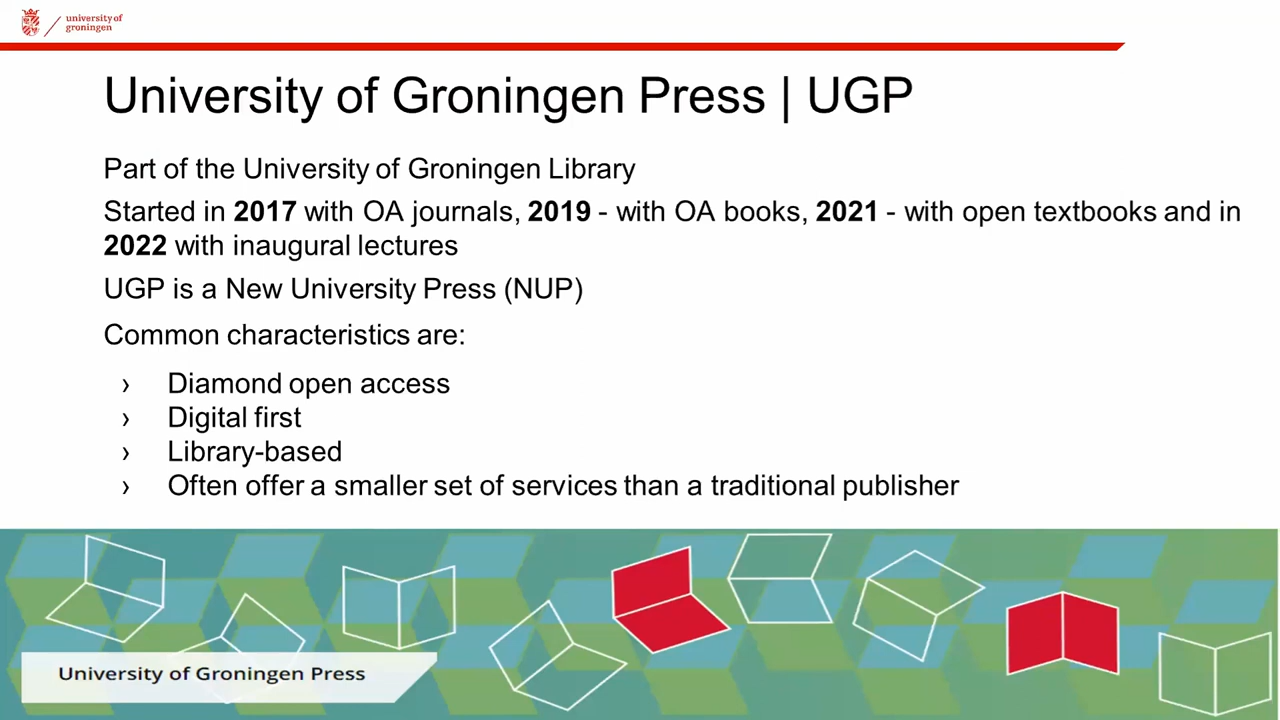 university of
groningen
University of Groningen Press | UGP
Part of the University of Groningen Library
Started in 2017 with OA journals, 2019 - with OA books, 2021 - with open textbooks and in
2022 with inaugural lectures
UGP is a New University Press (NUP)
Common characteristics are:
› Diamond open access
› Digital first
› Library-based
› Often offer a smaller set of services than a traditional publisher
University of Groningen Press